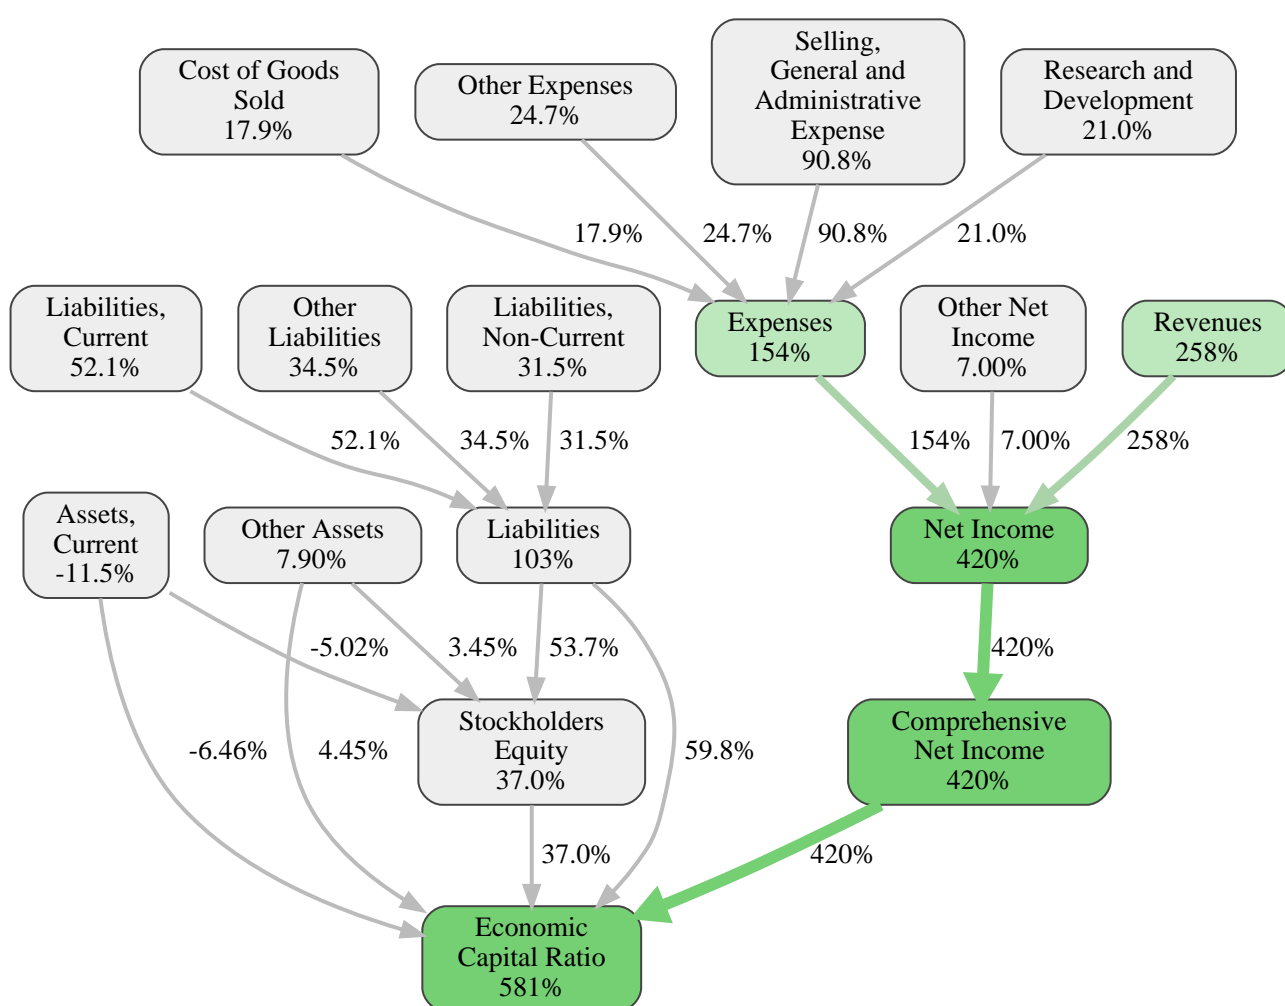 Cost of Goods
Sold
17.9%
Other Expenses
24.7%
Selling,
General and
Administrative
Expense
90.8%
Research and
Development
21.0%
17.9%
24.7%
90.8%
21.0%
Liabilities,
Current
52.1%
Other
Liabilities
34.5%
Liabilities,
Non-Current
31.5%
Expenses
154%
Other Net
Income
7.00%
Revenues
258%
52.1%
34.5%
31.5%
154%
7.00%
258%
Assets,
Current
-11.5%
Other Assets
7.90%
Liabilities
103%
Net Income
420%
-5.02%
3.45%
53.7%
420%
Stockholders
Equity
37.0%
Comprehensive
Net Income
420%
-6.46%
4.45%
59.8%
37.0%
420%
Economic
Capital Ratio
581%